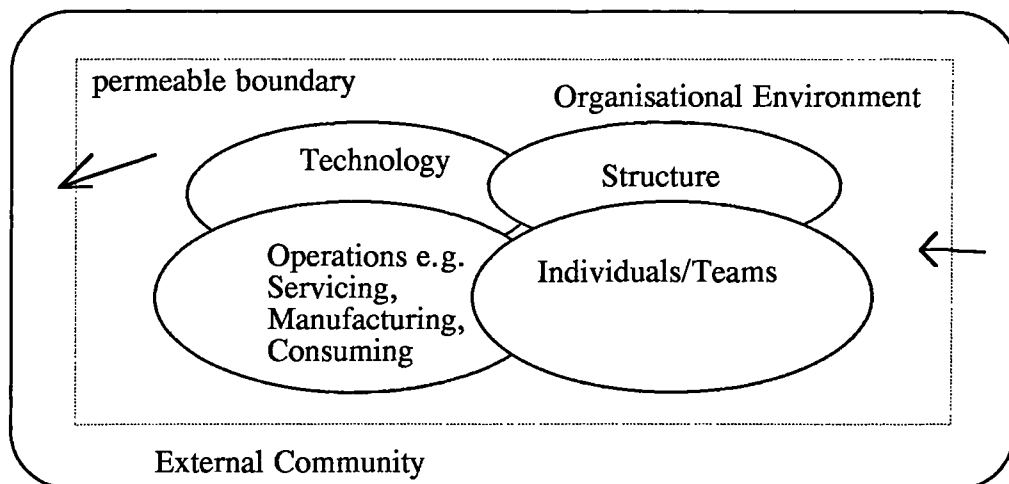 permeable boundary
Organisational Environment
Technology
Structure
Operations e.g.
Servicing,
Manufacturing,
Consuming
Individuals/Teams
External Community